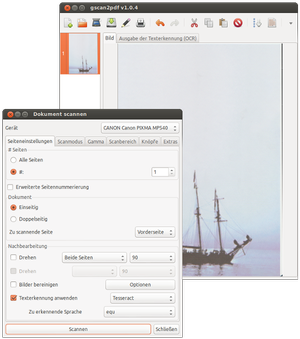 gscan2pdf v1.0.4
Bild Ausgabe der Texterkennung (OCR)
1
Dokument scannen
Gerät CANON Canon PIXMA MP540
Seiteneinstellungen Scanmodus Gamma Scanbereich Knöpfe Extras
# Seiten
Alle Seiten
#: 1
Erweiterte Seitennummerierung
Dokument
Einseitig
Doppelseitig
Zu scannende Seite Vorderseite
Nachbearbeitung
Drehen Beide Seiten 90
Drehen 90
Bilder bereinigen Optionen
Texterkennung anwenden Tesseract
Zu erkennende Sprache equ
Scannen Schließen